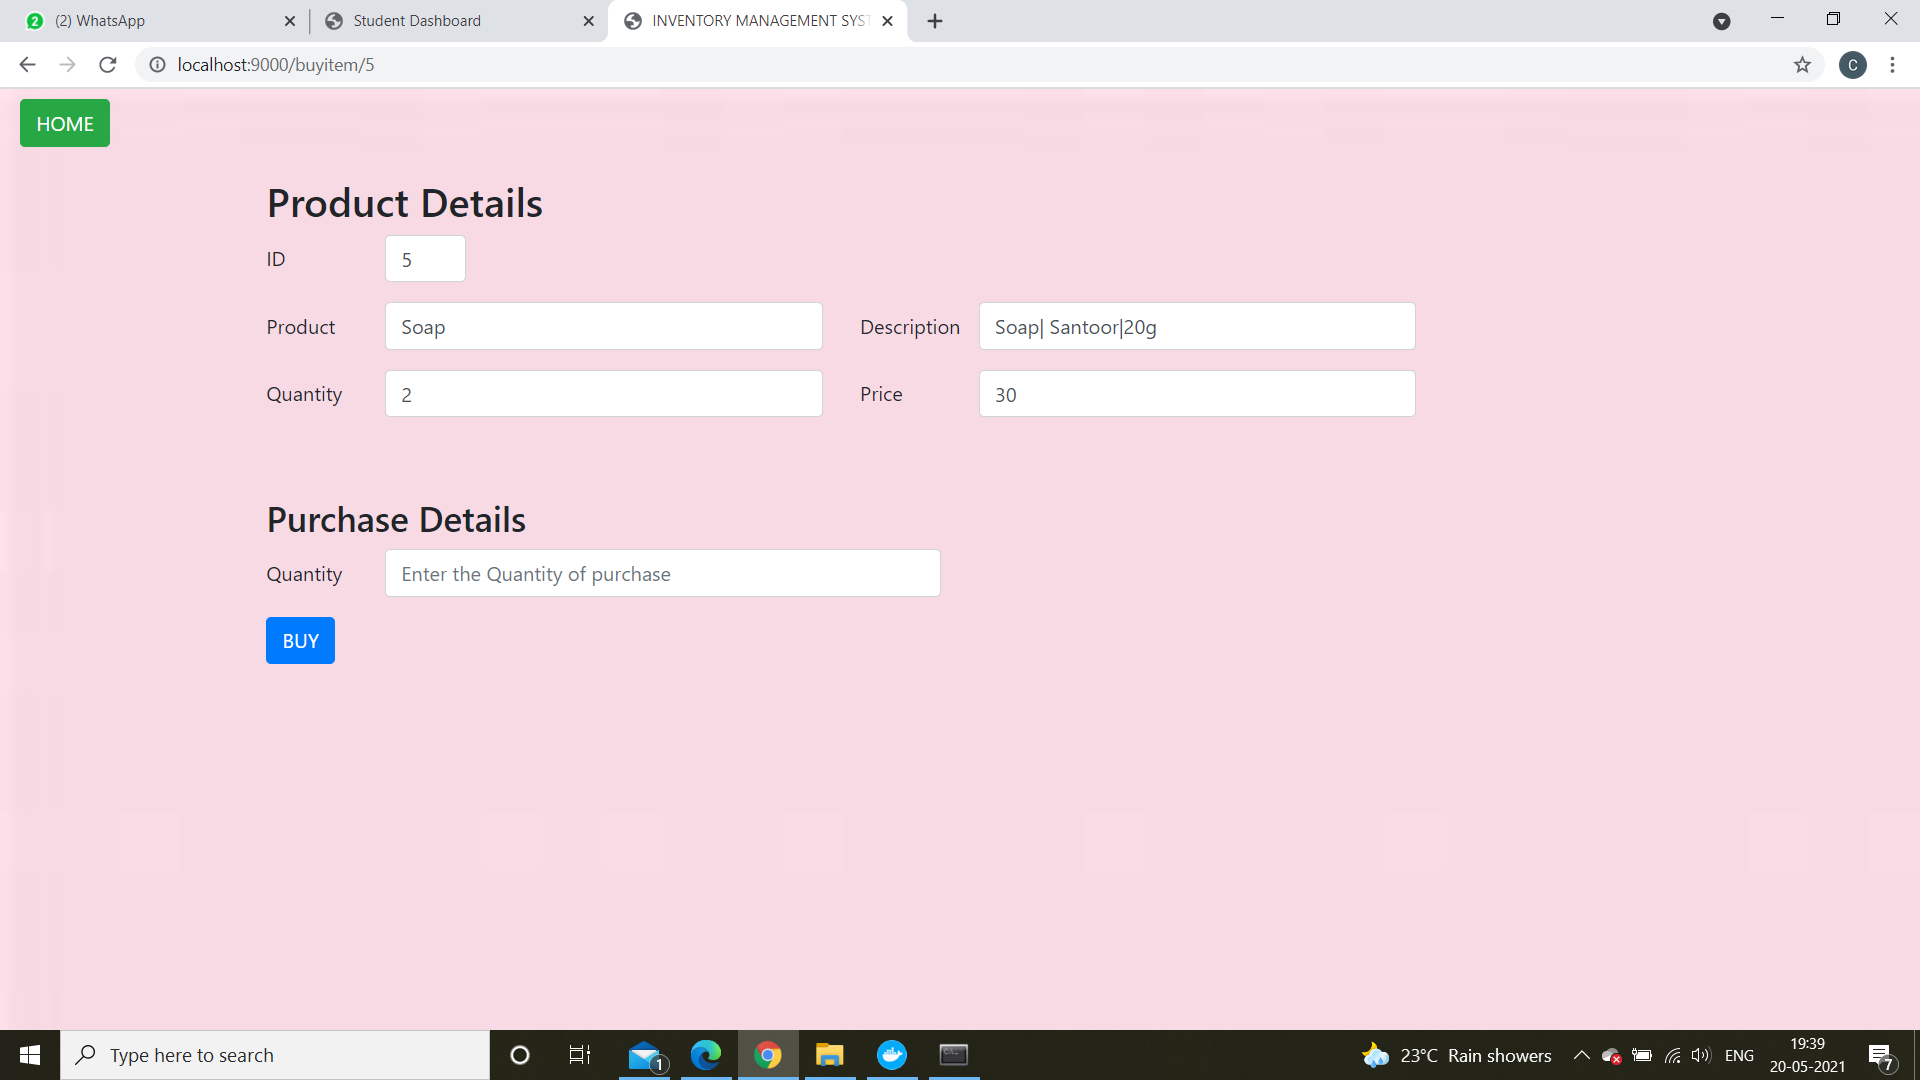 (2) WhatsApp
Student Dashboard
INVENTORY MANAGEMENT SYST
localhost:9000/buyitem/5
C
HOME
Product Details
ID 5
Product Soap Description Soap| Santoor|20g
Quantity 2 Price 30
Purchase Details
Quantity Enter the Quantity of purchase
BUY
Type here to search
1
23°C Rain showers
ENG
19:39
20-05-2021
7